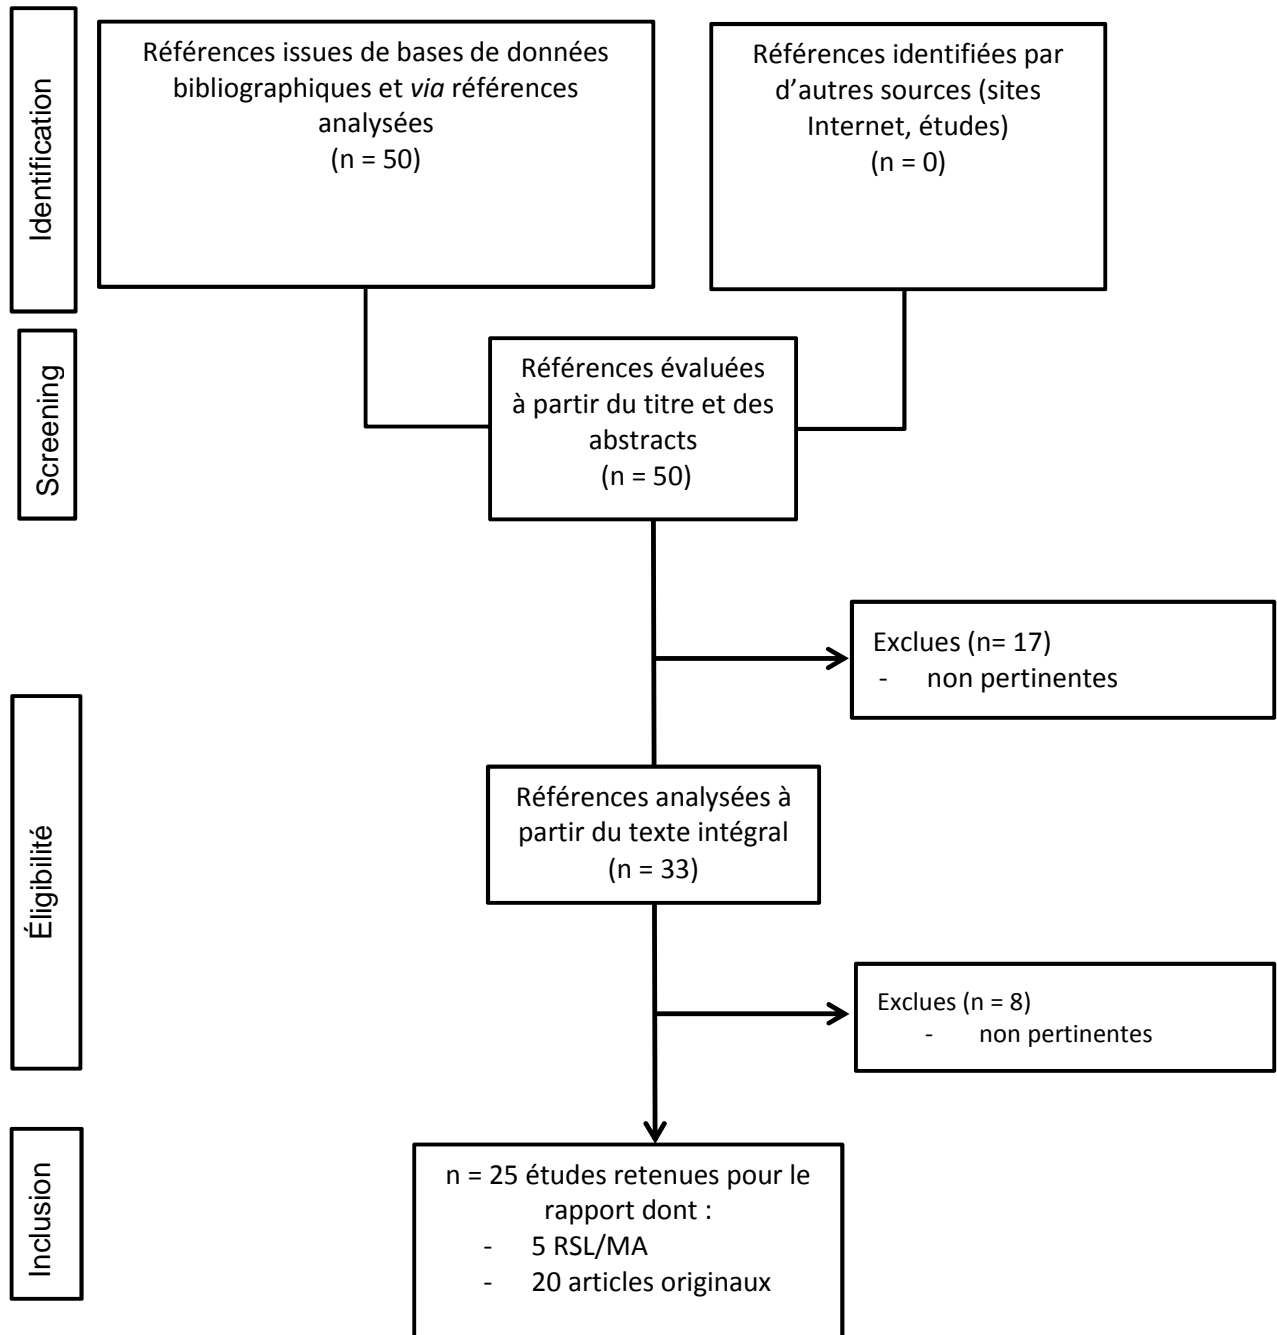 Identification
Références issues de bases de données
bibliographiques et via références
analysées
(n = 50)
Références identifiées par
d’autres sources (sites
Internet, études)
(n = 0)
Screening
Références évaluées
à partir du titre et des
abstracts
(n = 50)
Exclues (n= 17)
- non pertinentes
Éligibilité
Références analysées à
partir du texte intégral
(n = 33)
Exclues (n = 8)
- non pertinentes
Inclusion
n = 25 études retenues pour le
rapport dont :
- 5 RSL/MA
- 20 articles originaux